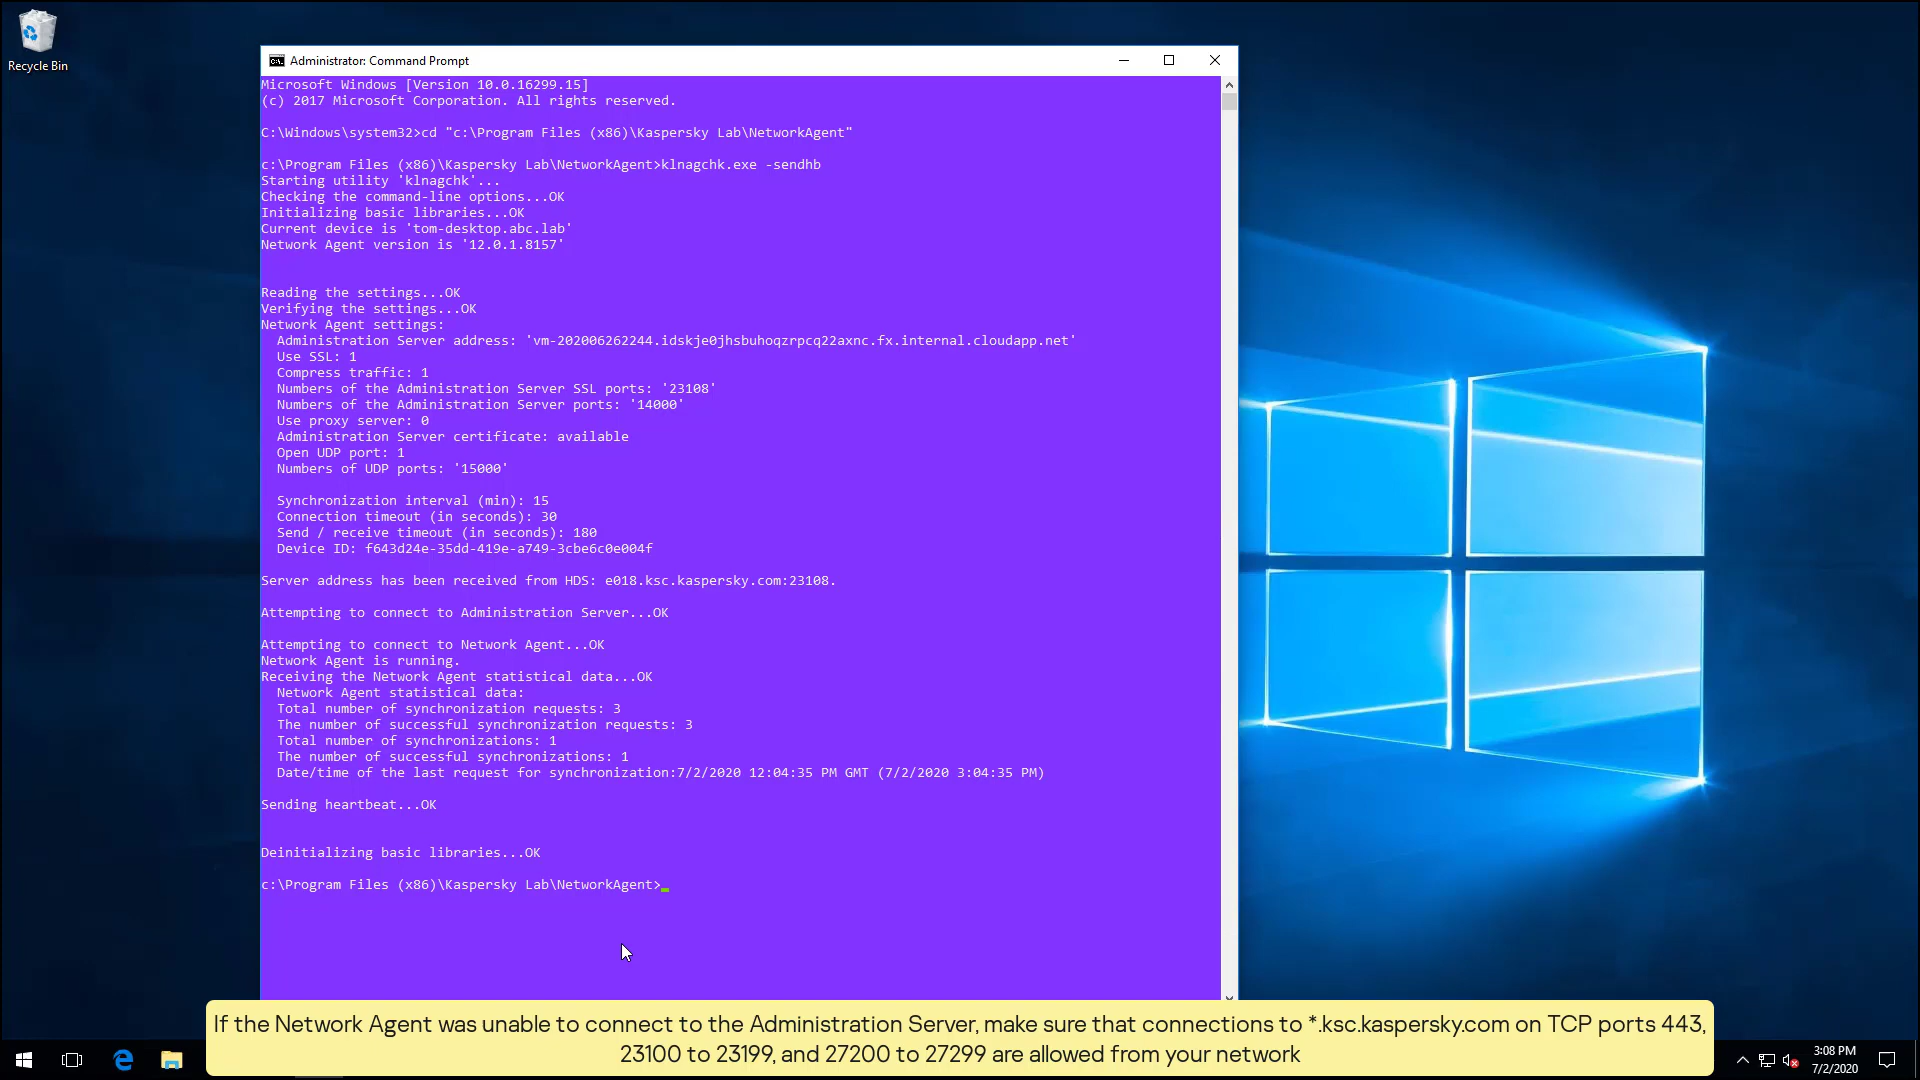 Recycle Bin
Administrator: Command Prompt
Microsoft Windows [Version 10.0.16299.15]
(c) 2017 Microsoft Corporation. All rights reserved.
C:\Windows\system32>cd "c:\Program Files (x86)\Kaspersky Lab\NetworkAgent"
c:\Program Files (x86)\Kaspersky Lab\NetworkAgent>klnagchk.exe -sendhb
Starting utility 'klnagchk'...
Checking the command-line options...OK
Initializing basic libraries...OK
Current device is 'tom-desktop.abc.lab'
Network Agent version is '12.0.1.8157'
Reading the settings...OK
Verifying the settings...OK
Network Agent settings:
Administration Server address: 'vm-202006262244.idskje0jhsbuhoqzrpcq22axnc.fx.internal.cloudapp.net'
Use SSL: 1
Compress traffic: 1
Numbers of the Administration Server SSL ports: '23108'
Numbers of the Administration Server ports: '14000'
Use proxy server: 0
Administration Server certificate: available
Open UDP port: 1
Numbers of UDP ports: '15000'
Synchronization interval (min): 15
Connection timeout (in seconds): 30
Send / receive timeout (in seconds): 180
Device ID: f643d24e-35dd-419e-a749-3cbe6c0e004f
Server address has been received from HDS: e018.ksc.kaspersky.com:23108.
Attempting to connect to Administration Server...OK
Attempting to connect to Network Agent...OK
Network Agent is running.
Receiving the Network Agent statistical data...OK
Network Agent statistical data:
Total number of synchronization requests: 3
The number of successful synchronization requests: 3
Total number of synchronizations: 1
The number of successful synchronizations: 1
Date/time of the last request for synchronization:7/2/2020 12:04:35 PM GMT (7/2/2020 3:04:35 PM)
Sending heartbeat...OK
Deinitializing basic libraries...OK
c:\Program Files (x86)\Kaspersky Lab\NetworkAgent>
If the Network Agent was unable to connect to the Administration Server, make sure that connections to *.ksc.kaspersky.com on TCP ports 443,
23100 to 23199, and 27200 to 27299 are allowed from your network
3:08 PM
7/2/2020